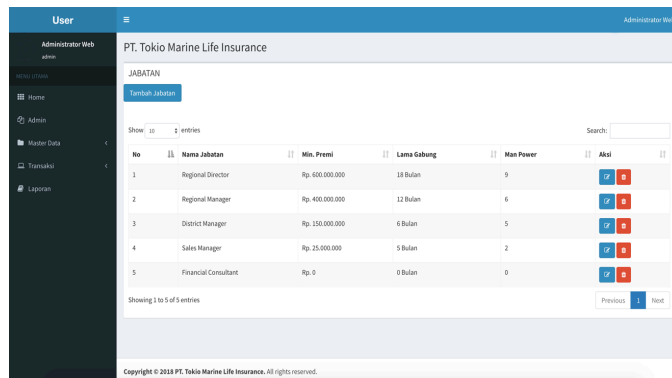 User
Administrator Web
Administrator Web
admin
MENU UTAMA
Home
Admin
Master Data
Transaksi
Laporan
PT. Tokio Marine Life Insurance
JABATAN
Tambah Jabatan
Show 10 entries Search:
No Nama Jabatan Min. Premi Lama Gabung Man Power Aksi
1 Regional Director Rp. 600.000.000 18 Bulan 9
2 Regional Manager Rp. 400.000.000 12 Bulan 6
3 District Manager Rp. 150.000.000 6 Bulan 5
4 Sales Manager Rp. 25.000.000 5 Bulan 2
5 Financial Consultant Rp. 0 0 Bulan 0
Showing 1 to 5 of 5 entries Previous 1 Next
Copyright © 2018 PT. Tokio Marine Life Insurance. All rights reserved.